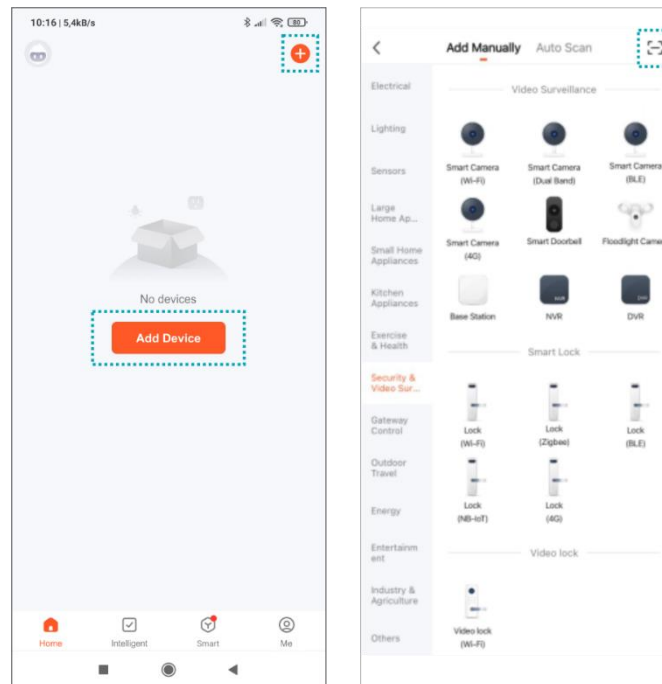 10:16 | 5,4kB/s
80
No devices
Add Device
Home
Intelligent
Smart
Me
Add Manually
Auto Scan
Electrical
Lighting
Sensors
Large
Home Ap...
Small Home
Appliances
Kitchen
Appliances
Exercise
& Health
Security &
Video Sur...
Gateway
Control
Outdoor
Travel
Energy
Entertainm
ent
Industry &
Agriculture
Others
Video Surveillance
Smart Camera
(Wi-Fi)
Smart Camera
(Dual Band)
Smart Camera
(BLE)
Smart Camera
(4G)
Smart Doorbell
Floodlight Came
Base Station
NVR
NVR
DVR
DVR
Smart Lock
Lock
(Wi-Fi)
Lock
(Zigbee)
Lock
(BLE)
Lock
(NB-IoT)
Lock
(4G)
Video lock
Video lock
(Wi-Fi)